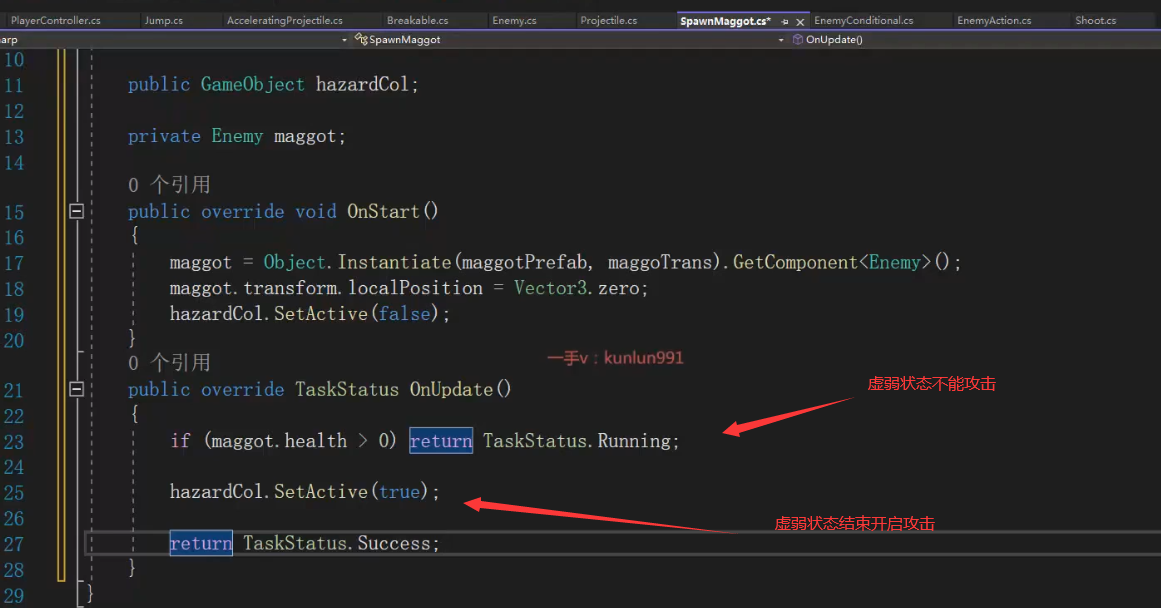 PlayerController.cs Jump.cs AcceleratingProjectile.cs Breakable.cs Enemy.cs Projectile.cs SpawnMaggot.cs* EnemyConditional.cs EnemyAction.cs Shoot.cs
arp SpawnMaggot OnUpdate()
10
11 public GameObject hazardCol;
12
13 private Enemy maggot;
14
0 个引用
15 public override void OnStart()
16 {
17 maggot = Object.Instantiate(maggotPrefab, maggoTrans).GetComponent<Enemy>();
18 maggot.transform.localPosition = Vector3.zero;
19 hazardCol.SetActive(false);
20 }
一手v：kunlun991
0 个引用
21 public override TaskStatus OnUpdate()
虚弱状态不能攻击
22 {
23 if (maggot.health > 0) return TaskStatus.Running;
24
25 hazardCol.SetActive(true);
26
虚弱状态结束开启攻击
27 return TaskStatus.Success;
28 }
29 }